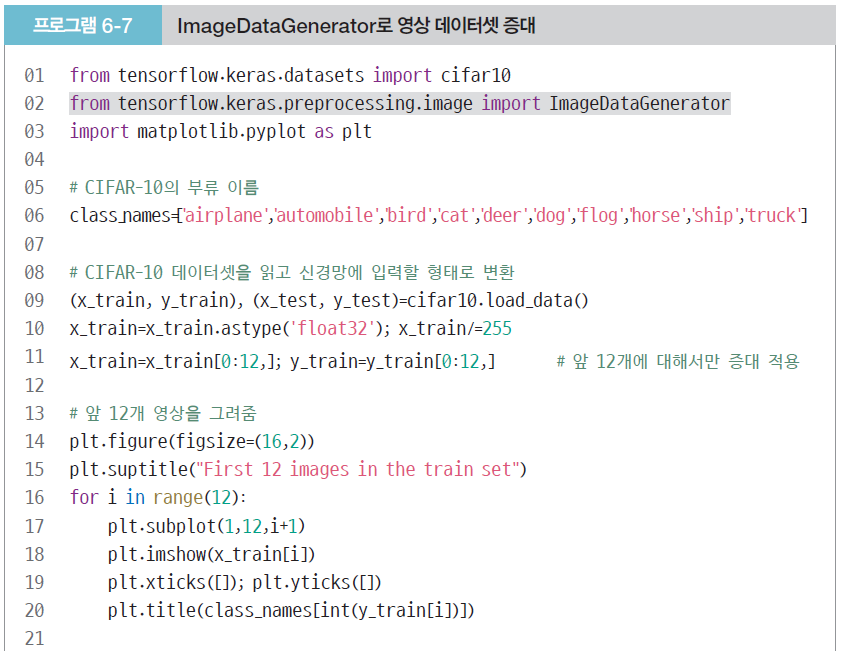 프로그램 6-7 ImageDataGenerator로 영상 데이터셋 증대
01 from tensorflow.keras.datasets import cifar10
02 from tensorflow.keras.preprocessing.image import ImageDataGenerator
03 import matplotlib.pyplot as plt
04
05 # CIFAR-10의 부류 이름
06 class_names=['airplane','automobile','bird','cat','deer','dog','flog','horse','ship','truck']
07
08 # CIFAR-10 데이터셋을 읽고 신경망에 입력할 형태로 변환
09 (x_train, y_train), (x_test, y_test)=cifar10.load_data()
10 x_train=x_train.astype('float32'); x_train/=255
11 x_train=x_train[0:12,]; y_train=y_train[0:12,] # 앞 12개에 대해서만 증대 적용
12
13 # 앞 12개 영상을 그려줌
14 plt.figure(figsize=(16,2))
15 plt.suptitle("First 12 images in the train set")
16 for i in range(12):
17 plt.subplot(1,12,i+1)
18 plt.imshow(x_train[i])
19 plt.xticks([]); plt.yticks([])
20 plt.title(class_names[int(y_train[i])])
21